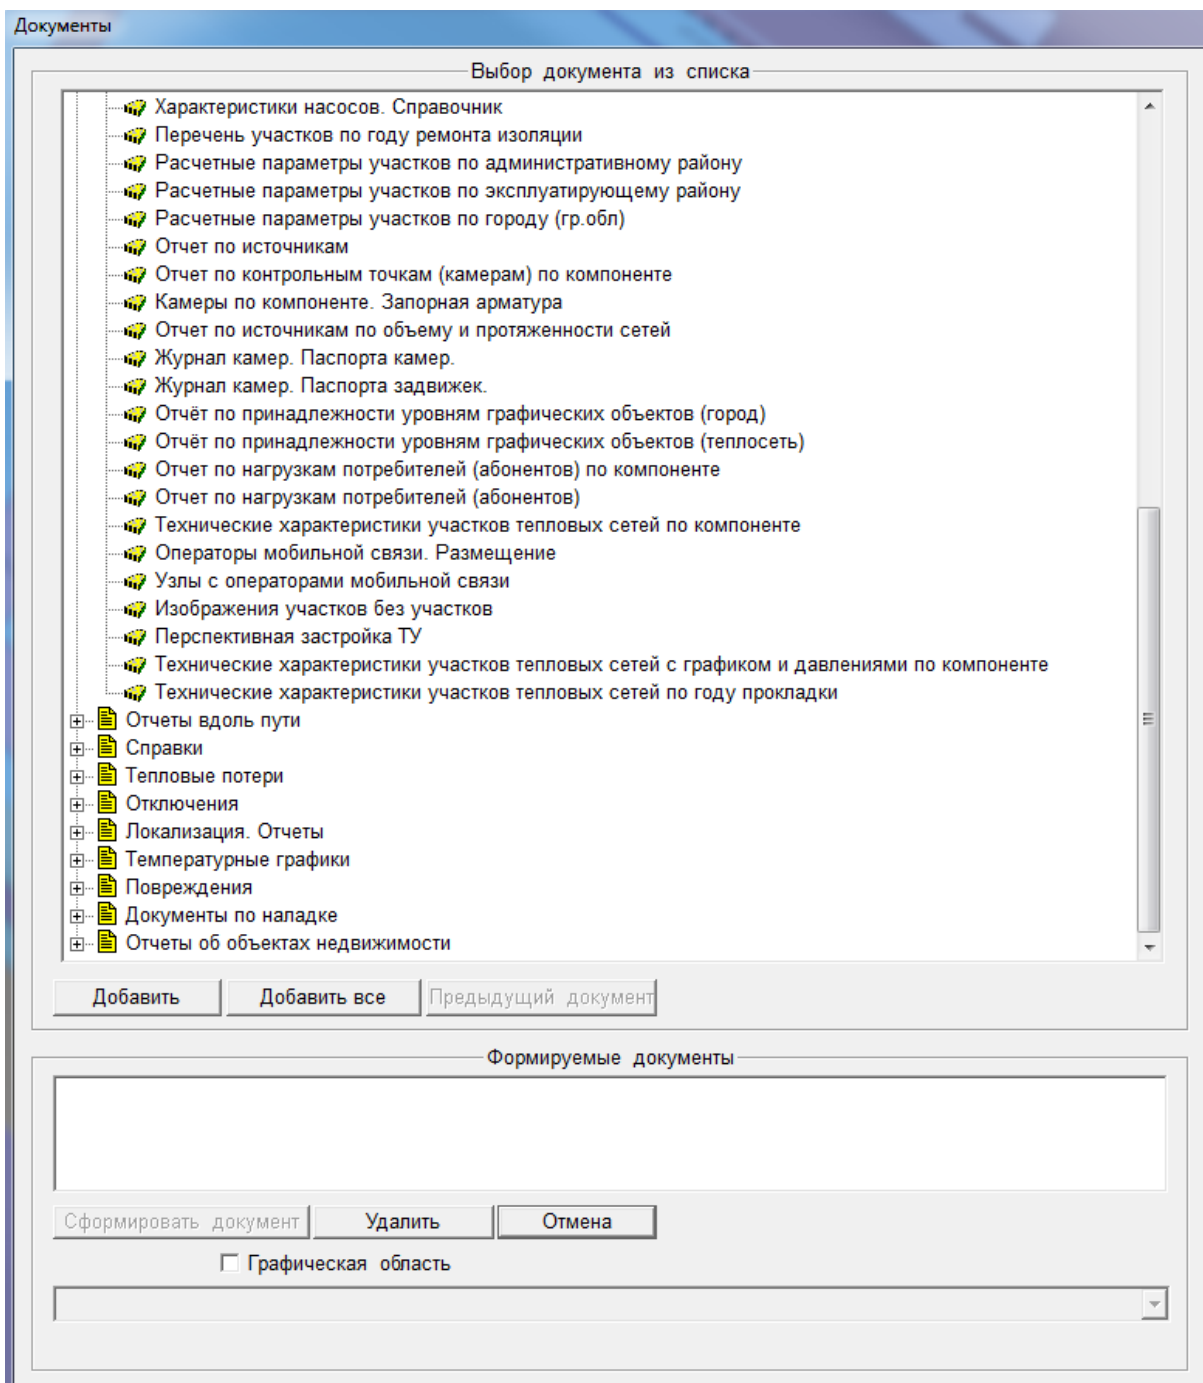 Документы
Выбор документа из списка
Характеристики насосов. Справочник
Перечень участков по году ремонта изоляции
Расчетные параметры участков по административному району
Расчетные параметры участков по эксплуатирующему району
Расчетные параметры участков по городу (гр.обл)
Отчет по источникам
Отчет по контрольным точкам (камерам) по компоненте
Камеры по компоненте. Запорная арматура
Отчет по источникам по объему и протяженности сетей
Журнал камер. Паспорта камер.
Журнал камер. Паспорта задвижек.
Отчёт по принадлежности уровням графических объектов (город)
Отчёт по принадлежности уровням графических объектов (теплосеть)
Отчет по нагрузкам потребителей (абонентов) по компоненте
Отчет по нагрузкам потребителей (абонентов)
Технические характеристики участков тепловых сетей по компоненте
Операторы мобильной связи. Размещение
Узлы с операторами мобильной связи
Изображения участков без участков
Перспективная застройка ТУ
Технические характеристики участков тепловых сетей с графиком и давлениями по компоненте
Технические характеристики участков тепловых сетей по году прокладки
Отчеты вдоль пути
Справки
Тепловые потери
Отключения
Локализация. Отчеты
Температурные графики
Повреждения
Документы по наладке
Отчеты об объектах недвижимости
Добавить Добавить все Предыдущий документ
Формируемые документы
Сформировать документ Удалить Отмена
Графическая область